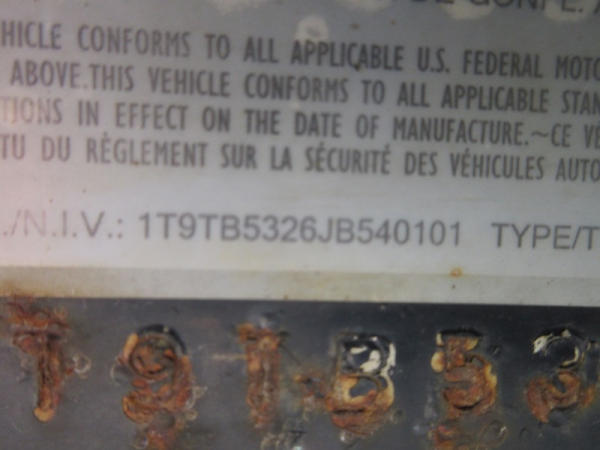 HICLE CONFORMS TO ALL APPLICABLE U.S. FEDERAL MOTO
ABOVE.THIS VEHICLE CONFORMS TO ALL APPLICABLE STAN
TIONS IN EFFECT ON THE DATE OF MANUFACTURE.~CE VÉ
TU DU RÈGLEMENT SUR LA SÉCURITÉ DES VÉHICULES AUTO
./N.I.V.: 1T9TB5326JB540101 TYPE/T
T 9 T B 5 3